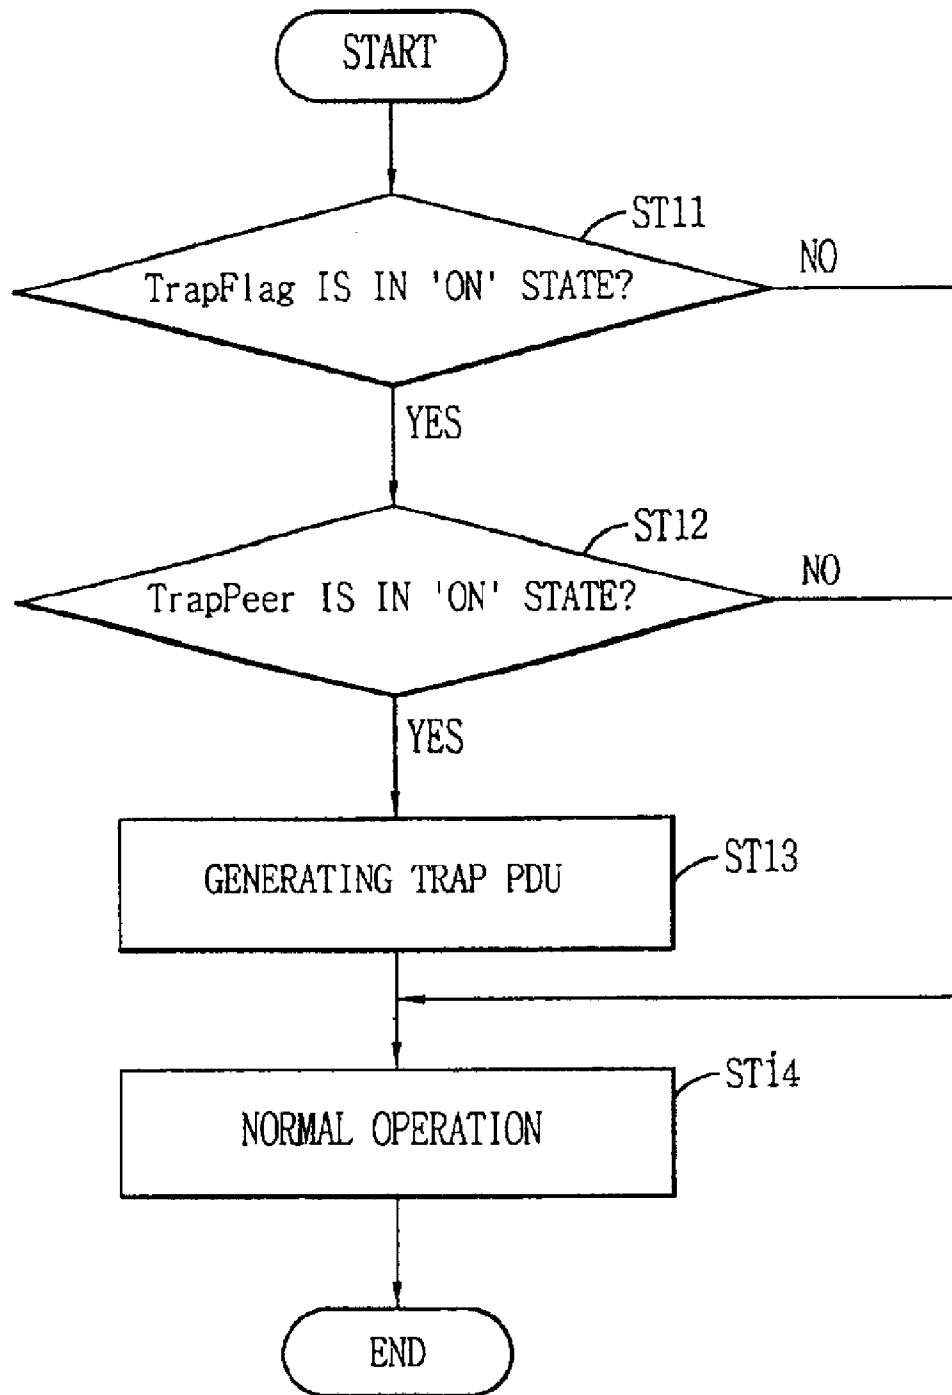 START
ST11
TrapFlag IS IN 'ON' STATE?
NO
YES
ST12
TrapPeer IS IN 'ON' STATE?
NO
YES
GENERATING TRAP PDU
ST13
ST14
NORMAL OPERATION
END